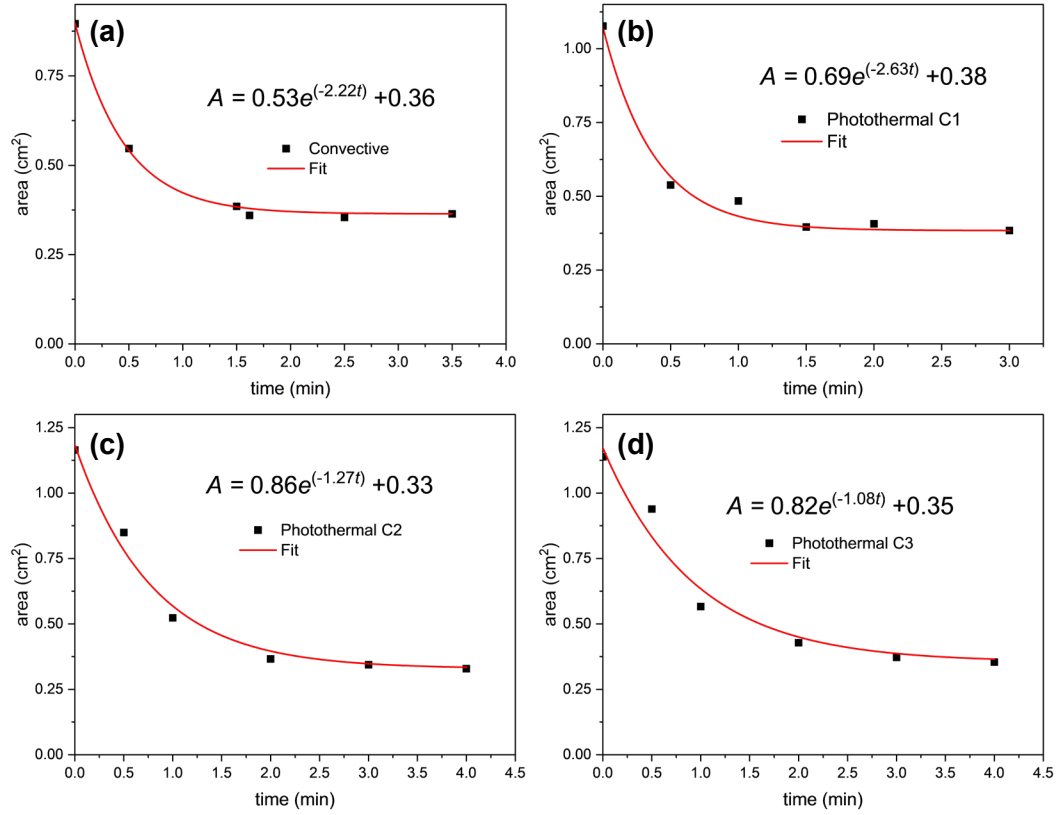 (a)
A = 0.53e(-2.22t) +0.36
Convective
Fit
area (cm2)
0.75
0.50
0.25
0.00
0.0 0.5 1.0 1.5 2.0 2.5 3.0 3.5 4.0
time (min)
(b)
A = 0.69e(-2.63t) +0.38
Photothermal C1
Fit
area (cm2)
1.00
0.75
0.50
0.25
0.00
0.0 0.5 1.0 1.5 2.0 2.5 3.0
time (min)
(c)
A = 0.86e(-1.27t) +0.33
Photothermal C2
Fit
area (cm2)
1.25
1.00
0.75
0.50
0.25
0.00
0.0 0.5 1.0 1.5 2.0 2.5 3.0 3.5 4.0 4.5
time (min)
(d)
A = 0.82e(-1.08t) +0.35
Photothermal C3
Fit
area (cm2)
1.25
1.00
0.75
0.50
0.25
0.00
0.0 0.5 1.0 1.5 2.0 2.5 3.0 3.5 4.0 4.5
time (min)